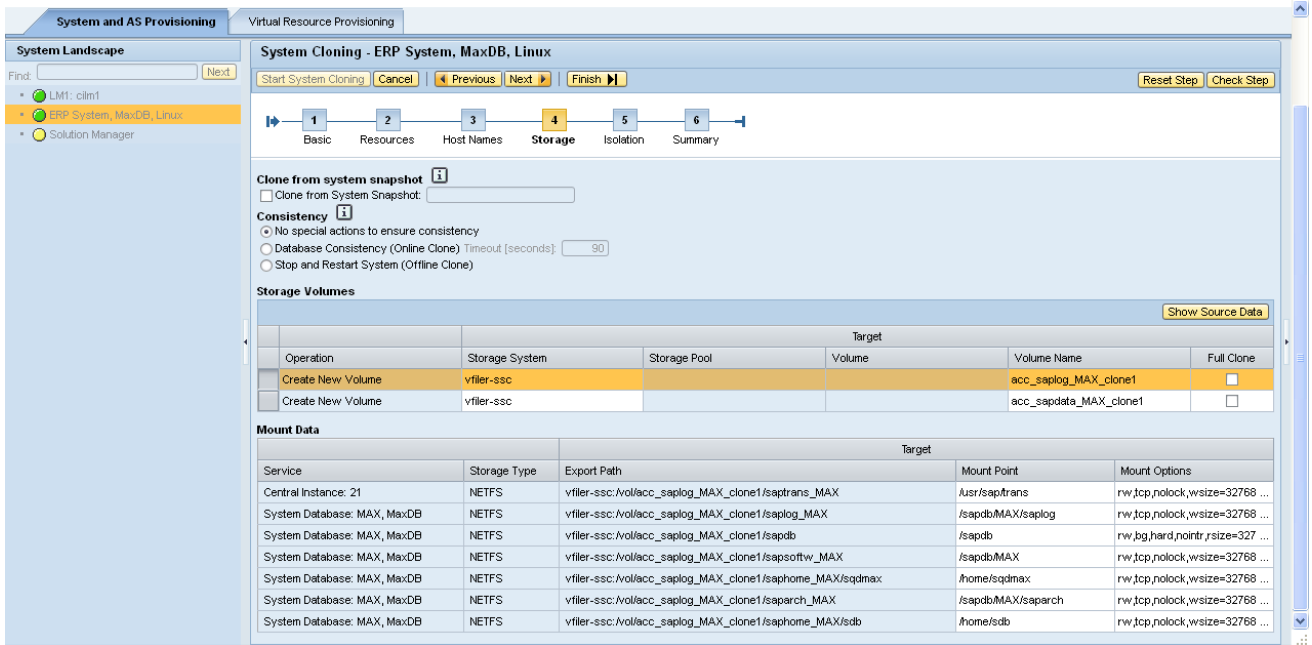 System and AS Provisioning Virtual Resource Provisioning
System Landscape
Find: Next
LM1: cilm1
ERP System, MaxDB, Linux
Solution Manager
System Cloning - ERP System, MaxDB, Linux
Start System Cloning Cancel Previous Next Finish Reset Step Check Step
1 2 3 4 5 6
Basic Resources Host Names Storage Isolation Summary
Clone from system snapshot i
Clone from System Snapshot:
Consistency i
No special actions to ensure consistency
Database Consistency (Online Clone) Timeout [seconds]: 90
Stop and Restart System (Offline Clone)
Storage Volumes
Show Source Data
Target
Operation Storage System Storage Pool Volume Volume Name Full Clone
Create New Volume vfiler-ssc acc_saplog_MAX_clone1
Create New Volume vfiler-ssc acc_sapdata_MAX_clone1
Mount Data
Target
Service Storage Type Export Path Mount Point Mount Options
Central Instance: 21 NETFS vfiler-ssc:/vol/acc_saplog_MAX_clone1/saptrans_MAX /usr/sap/trans rw,tcp,nolock,wsize=32768 ...
System Database: MAX, MaxDB NETFS vfiler-ssc:/vol/acc_saplog_MAX_clone1/saplog_MAX /sapdb/MAX/saplog rw,tcp,nolock,wsize=32768 ...
System Database: MAX, MaxDB NETFS vfiler-ssc:/vol/acc_saplog_MAX_clone1/sapdb /sapdb rw,bg,hard,nointr,rsize=327 ...
System Database: MAX, MaxDB NETFS vfiler-ssc:/vol/acc_saplog_MAX_clone1/sapsoftw_MAX /sapdb/MAX rw,tcp,nolock,wsize=32768 ...
System Database: MAX, MaxDB NETFS vfiler-ssc:/vol/acc_saplog_MAX_clone1/saphome_MAX/sqdmax /home/sqdmax rw,tcp,nolock,wsize=32768 ...
System Database: MAX, MaxDB NETFS vfiler-ssc:/vol/acc_saplog_MAX_clone1/saparch_MAX /sapdb/MAX/saparch rw,tcp,nolock,wsize=32768 ...
System Database: MAX, MaxDB NETFS vfiler-ssc:/vol/acc_saplog_MAX_clone1/saphome_MAX/sdb /home/sdb rw,tcp,nolock,wsize=32768 ...